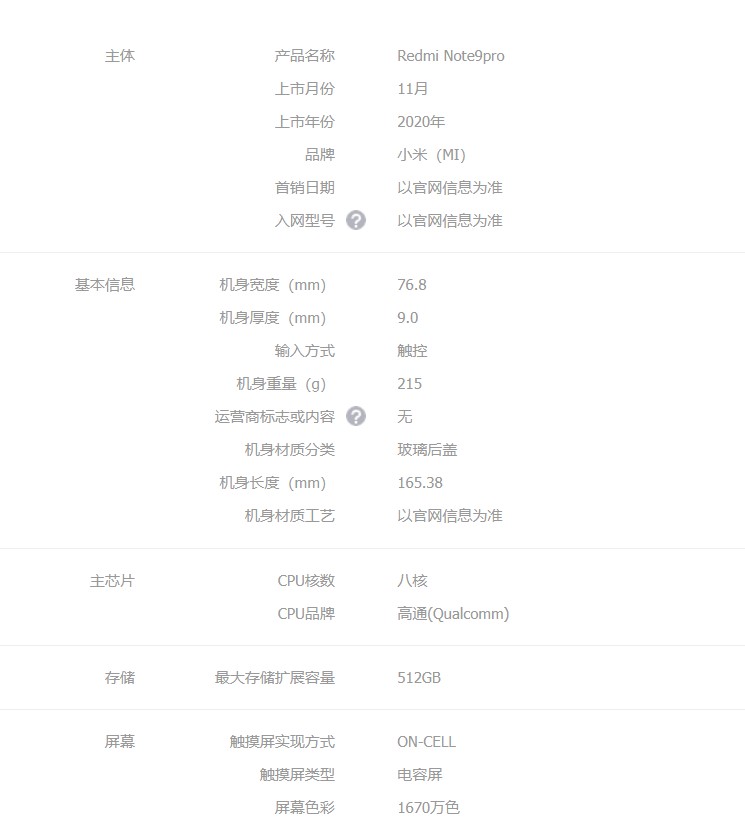 主体 产品名称 Redmi Note9pro
上市月份 11月
上市年份 2020年
品牌 小米（MI）
首销日期 以官网信息为准
入网型号 ? 以官网信息为准
基本信息 机身宽度（mm） 76.8
机身厚度（mm） 9.0
输入方式 触控
机身重量（g） 215
运营商标志或内容 ? 无
机身材质分类 玻璃后盖
机身长度（mm） 165.38
机身材质工艺 以官网信息为准
主芯片 CPU核数 八核
CPU品牌 高通(Qualcomm)
存储 最大存储扩展容量 512GB
屏幕 触摸屏实现方式 ON-CELL
触摸屏类型 电容屏
屏幕色彩 1670万色